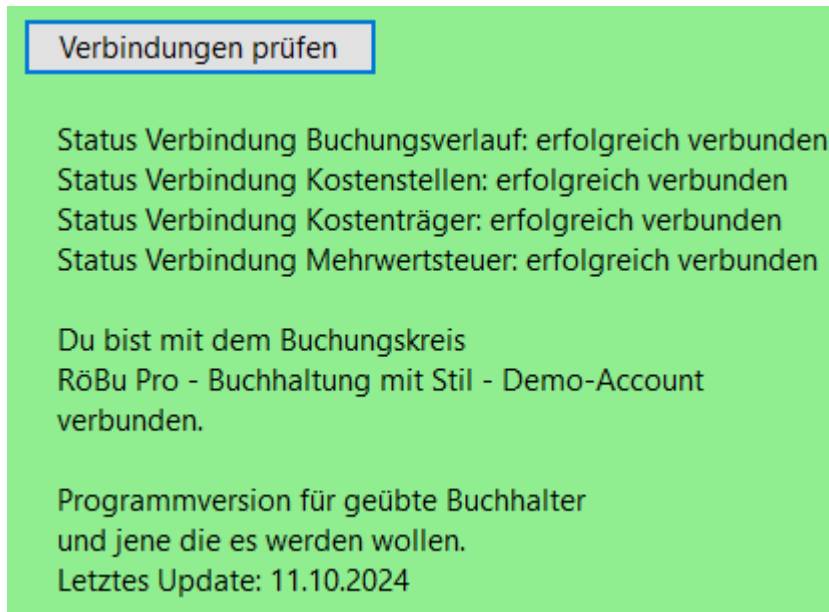 Verbindungen prüfen
Status Verbindung Buchungsverlauf: erfolgreich verbunden
Status Verbindung Kostenstellen: erfolgreich verbunden
Status Verbindung Kostenträger: erfolgreich verbunden
Status Verbindung Mehrwertsteuer: erfolgreich verbunden
Du bist mit dem Buchungskreis
RöBu Pro - Buchhaltung mit Stil - Demo-Account
verbunden.
Programmversion für geübte Buchhalter
und jene die es werden wollen.
Letztes Update: 11.10.2024